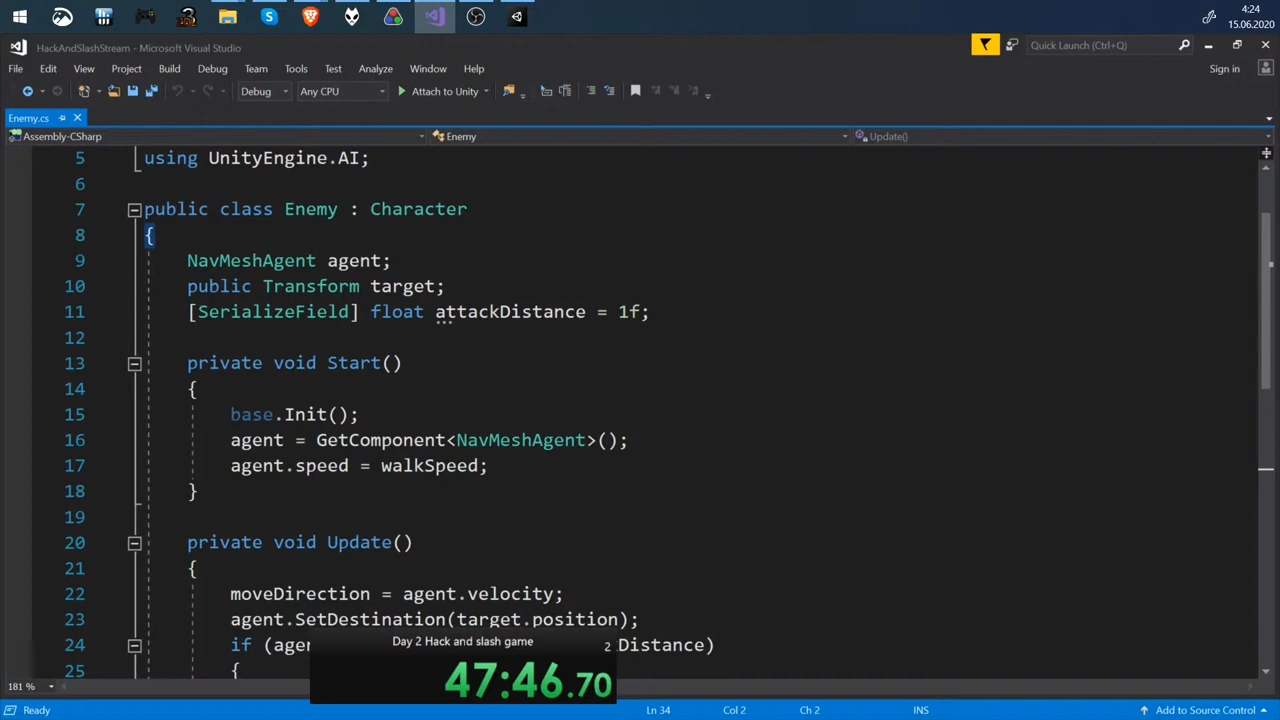 4:24
15.06.2020
HackAndSlashStream - Microsoft Visual Studio
Quick Launch (Ctrl+Q)
File Edit View Project Build Debug Team Tools Test Analyze Window Help
Sign in
Debug Any CPU Attach to Unity
Enemy.cs
Assembly-CSharp Enemy Update()
5 using UnityEngine.AI;
6
7 public class Enemy : Character
8 {
9 NavMeshAgent agent;
10 public Transform target;
11 [SerializeField] float attackDistance = 1f;
12
13 private void Start()
14 {
15 base.Init();
16 agent = GetComponent<NavMeshAgent>();
17 agent.speed = walkSpeed;
18 }
19
20 private void Update()
21 {
22 moveDirection = agent.velocity;
23 agent.SetDestination(target.position);
24 if (age Distance)
25 {
Day 2 Hack and slash game 2
47:46.70
181 %
Ready Ln 34 Col 2 Ch 2 INS Add to Source Control